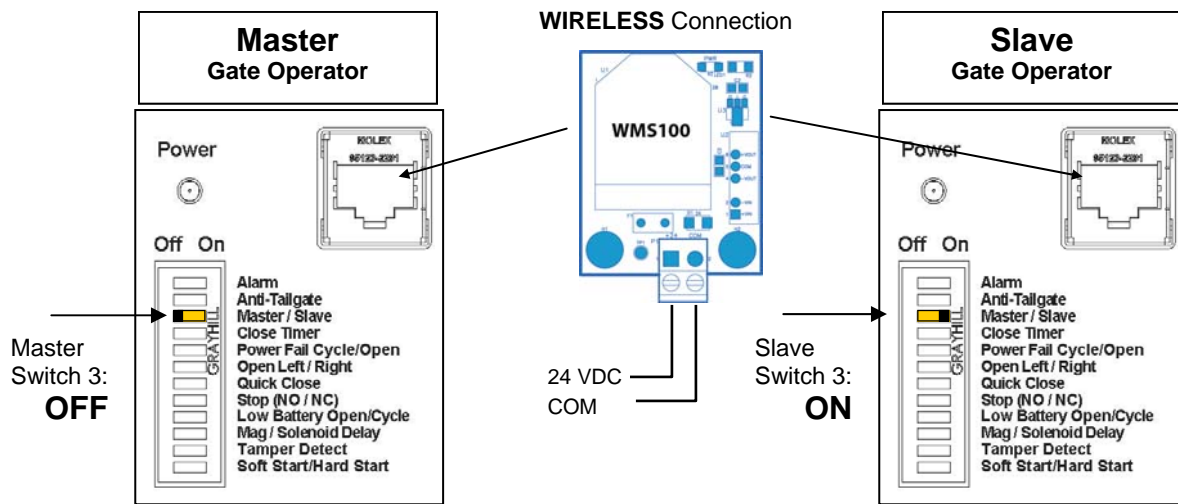 WIRELESS Connection
Master
Gate Operator
Power
MOLEX
Off On
GRAYHILL
Alarm
Anti-Tailgate
Master / Slave
Close Timer
Power Fail Cycle/Open
Open Left / Right
Quick Close
Stop (NO / NC)
Low Battery Open/Cycle
Mag / Solenoid Delay
Tamper Detect
Soft Start/Hard Start
Master
Switch 3:
OFF
WMS100
U1
PWR
COM
24 VDC
COM
Slave
Gate Operator
Power
MOLEX
Off On
GRAYHILL
Alarm
Anti-Tailgate
Master / Slave
Close Timer
Power Fail Cycle/Open
Open Left / Right
Quick Close
Stop (NO / NC)
Low Battery Open/Cycle
Mag / Solenoid Delay
Tamper Detect
Soft Start/Hard Start
Slave
Switch 3:
ON